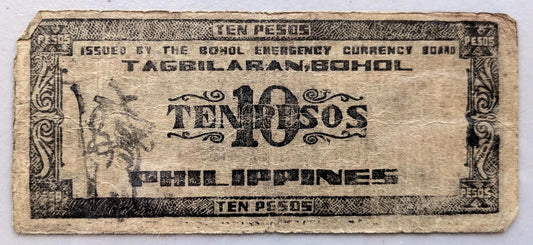 TEN PESOS
PESOS PESOS
ISSUED BY THE BOHOL EMERGENCY CURRENCY BOARD
TAGBILARAN, BOHOL
TEN 10 PESOS
PHILIPPINES
PESOS
TEN PESOS